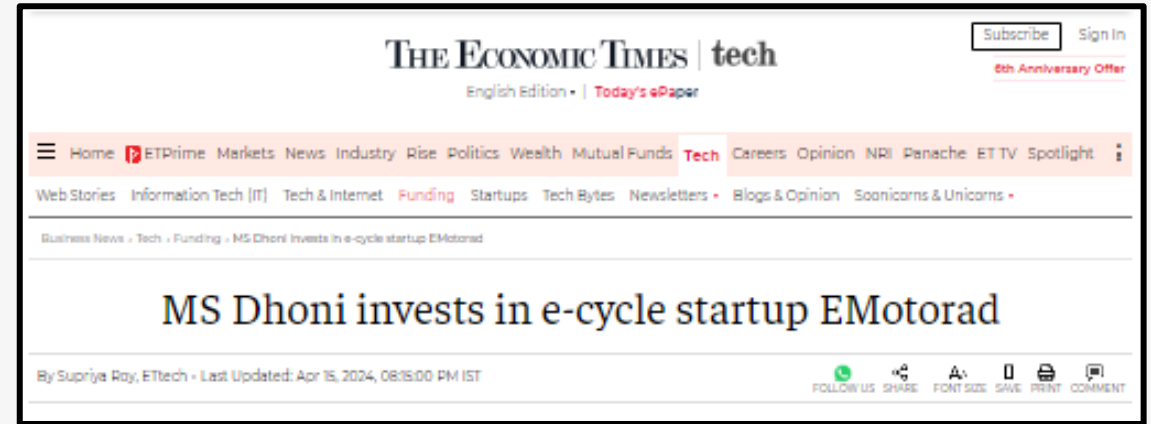 Subscribe Sign In
THE ECONOMIC TIMES | tech
6th Anniversary Offer
English Edition | Today's ePaper
Home ETPrime Markets News Industry Rise Politics Wealth Mutual Funds Tech Careers Opinion NRI Panache ET TV Spotlight
Web Stories Information Tech (IT) Tech & Internet Funding Startups Tech Bytes Newsletters Blogs & Opinion Soonicorns & Unicorns
Business News › Tech › Funding › MS Dhoni invests in e-cycle startup EMotorad
MS Dhoni invests in e-cycle startup EMotorad
By Supriya Roy, ETtech • Last Updated: Apr 15, 2024, 08:15:00 PM IST
FOLLOW US SHARE FONT SIZE SAVE PRINT COMMENT